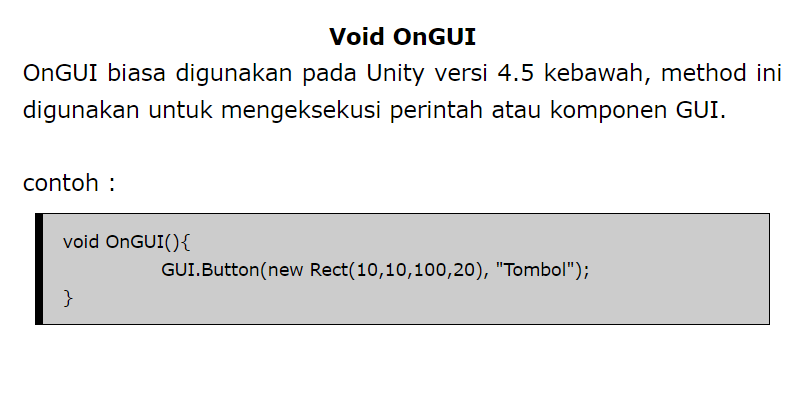 Void OnGUI
OnGUI biasa digunakan pada Unity versi 4.5 kebawah, method ini
digunakan untuk mengeksekusi perintah atau komponen GUI.
contoh :
void OnGUI(){
GUI.Button(new Rect(10,10,100,20), "Tombol");
}